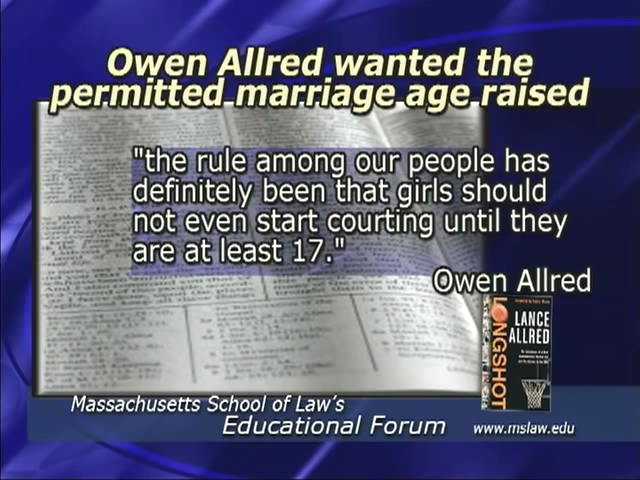 Owen Allred wanted the
permitted marriage age raised
"the rule among our people has
definitely been that girls should
not even start courting until they
are at least 17."
Owen Allred
LONGSHOT
LANCE
ALLRED
Massachusetts School of Law's
Educational Forum
www.mslaw.edu